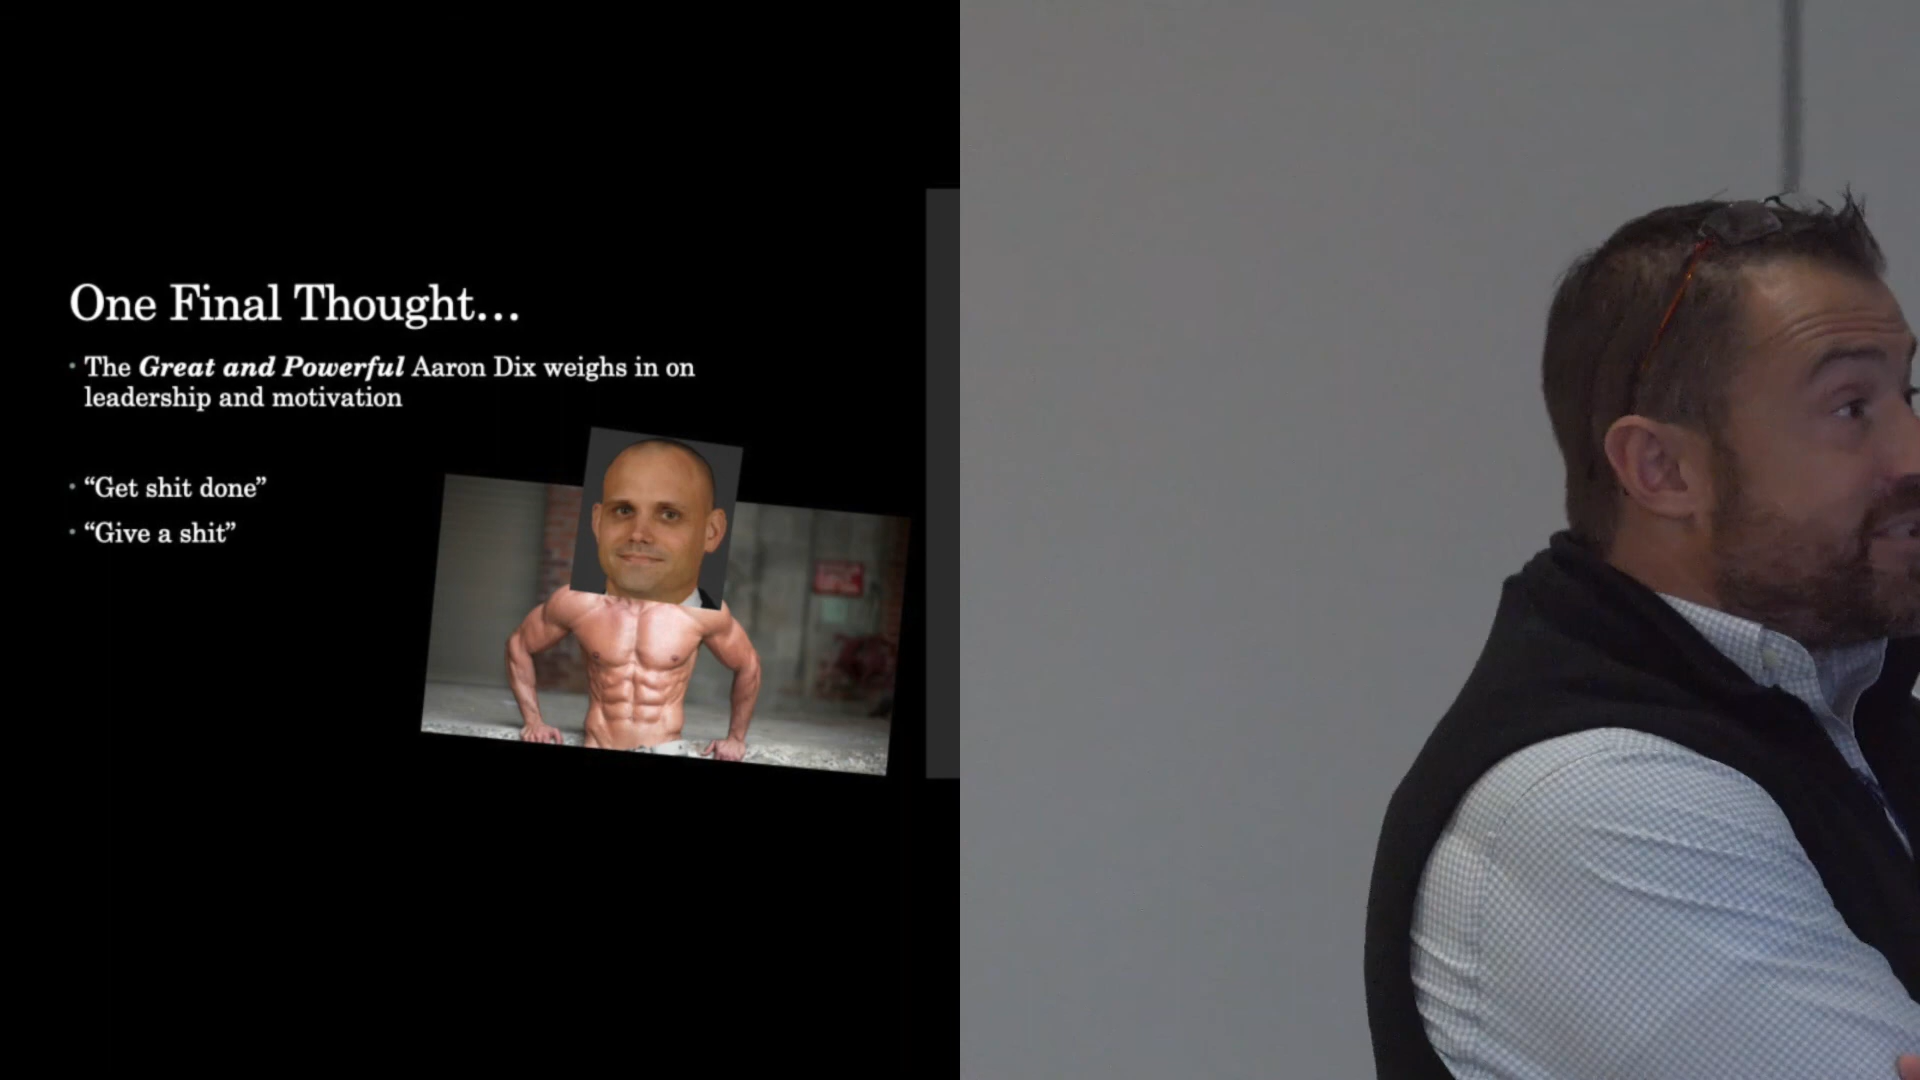 One Final Thought...
• The Great and Powerful Aaron Dix weighs in on
leadership and motivation
• “Get shit done”
• “Give a shit”